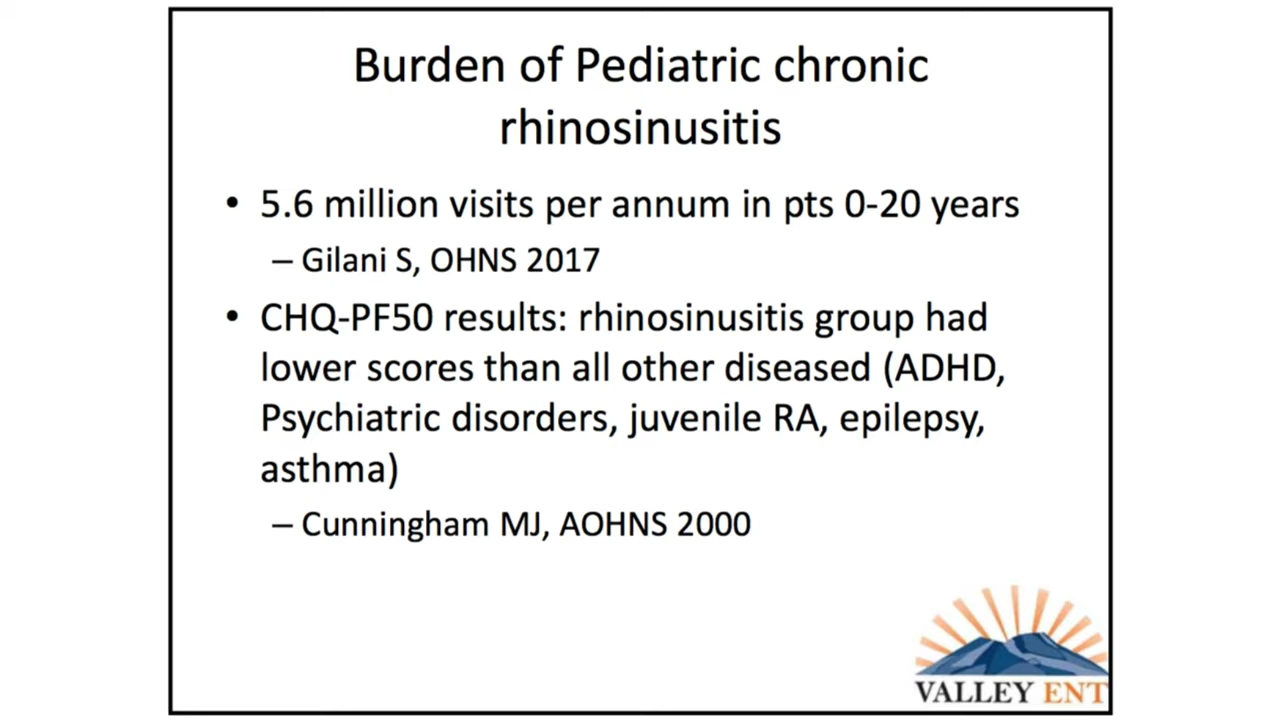 Burden of Pediatric chronic
rhinosinusitis
• 5.6 million visits per annum in pts 0-20 years
– Gilani S, OHNS 2017
• CHQ-PF50 results: rhinosinusitis group had
lower scores than all other diseased (ADHD,
Psychiatric disorders, juvenile RA, epilepsy,
asthma)
– Cunningham MJ, AOHNS 2000
VALLEY ENT